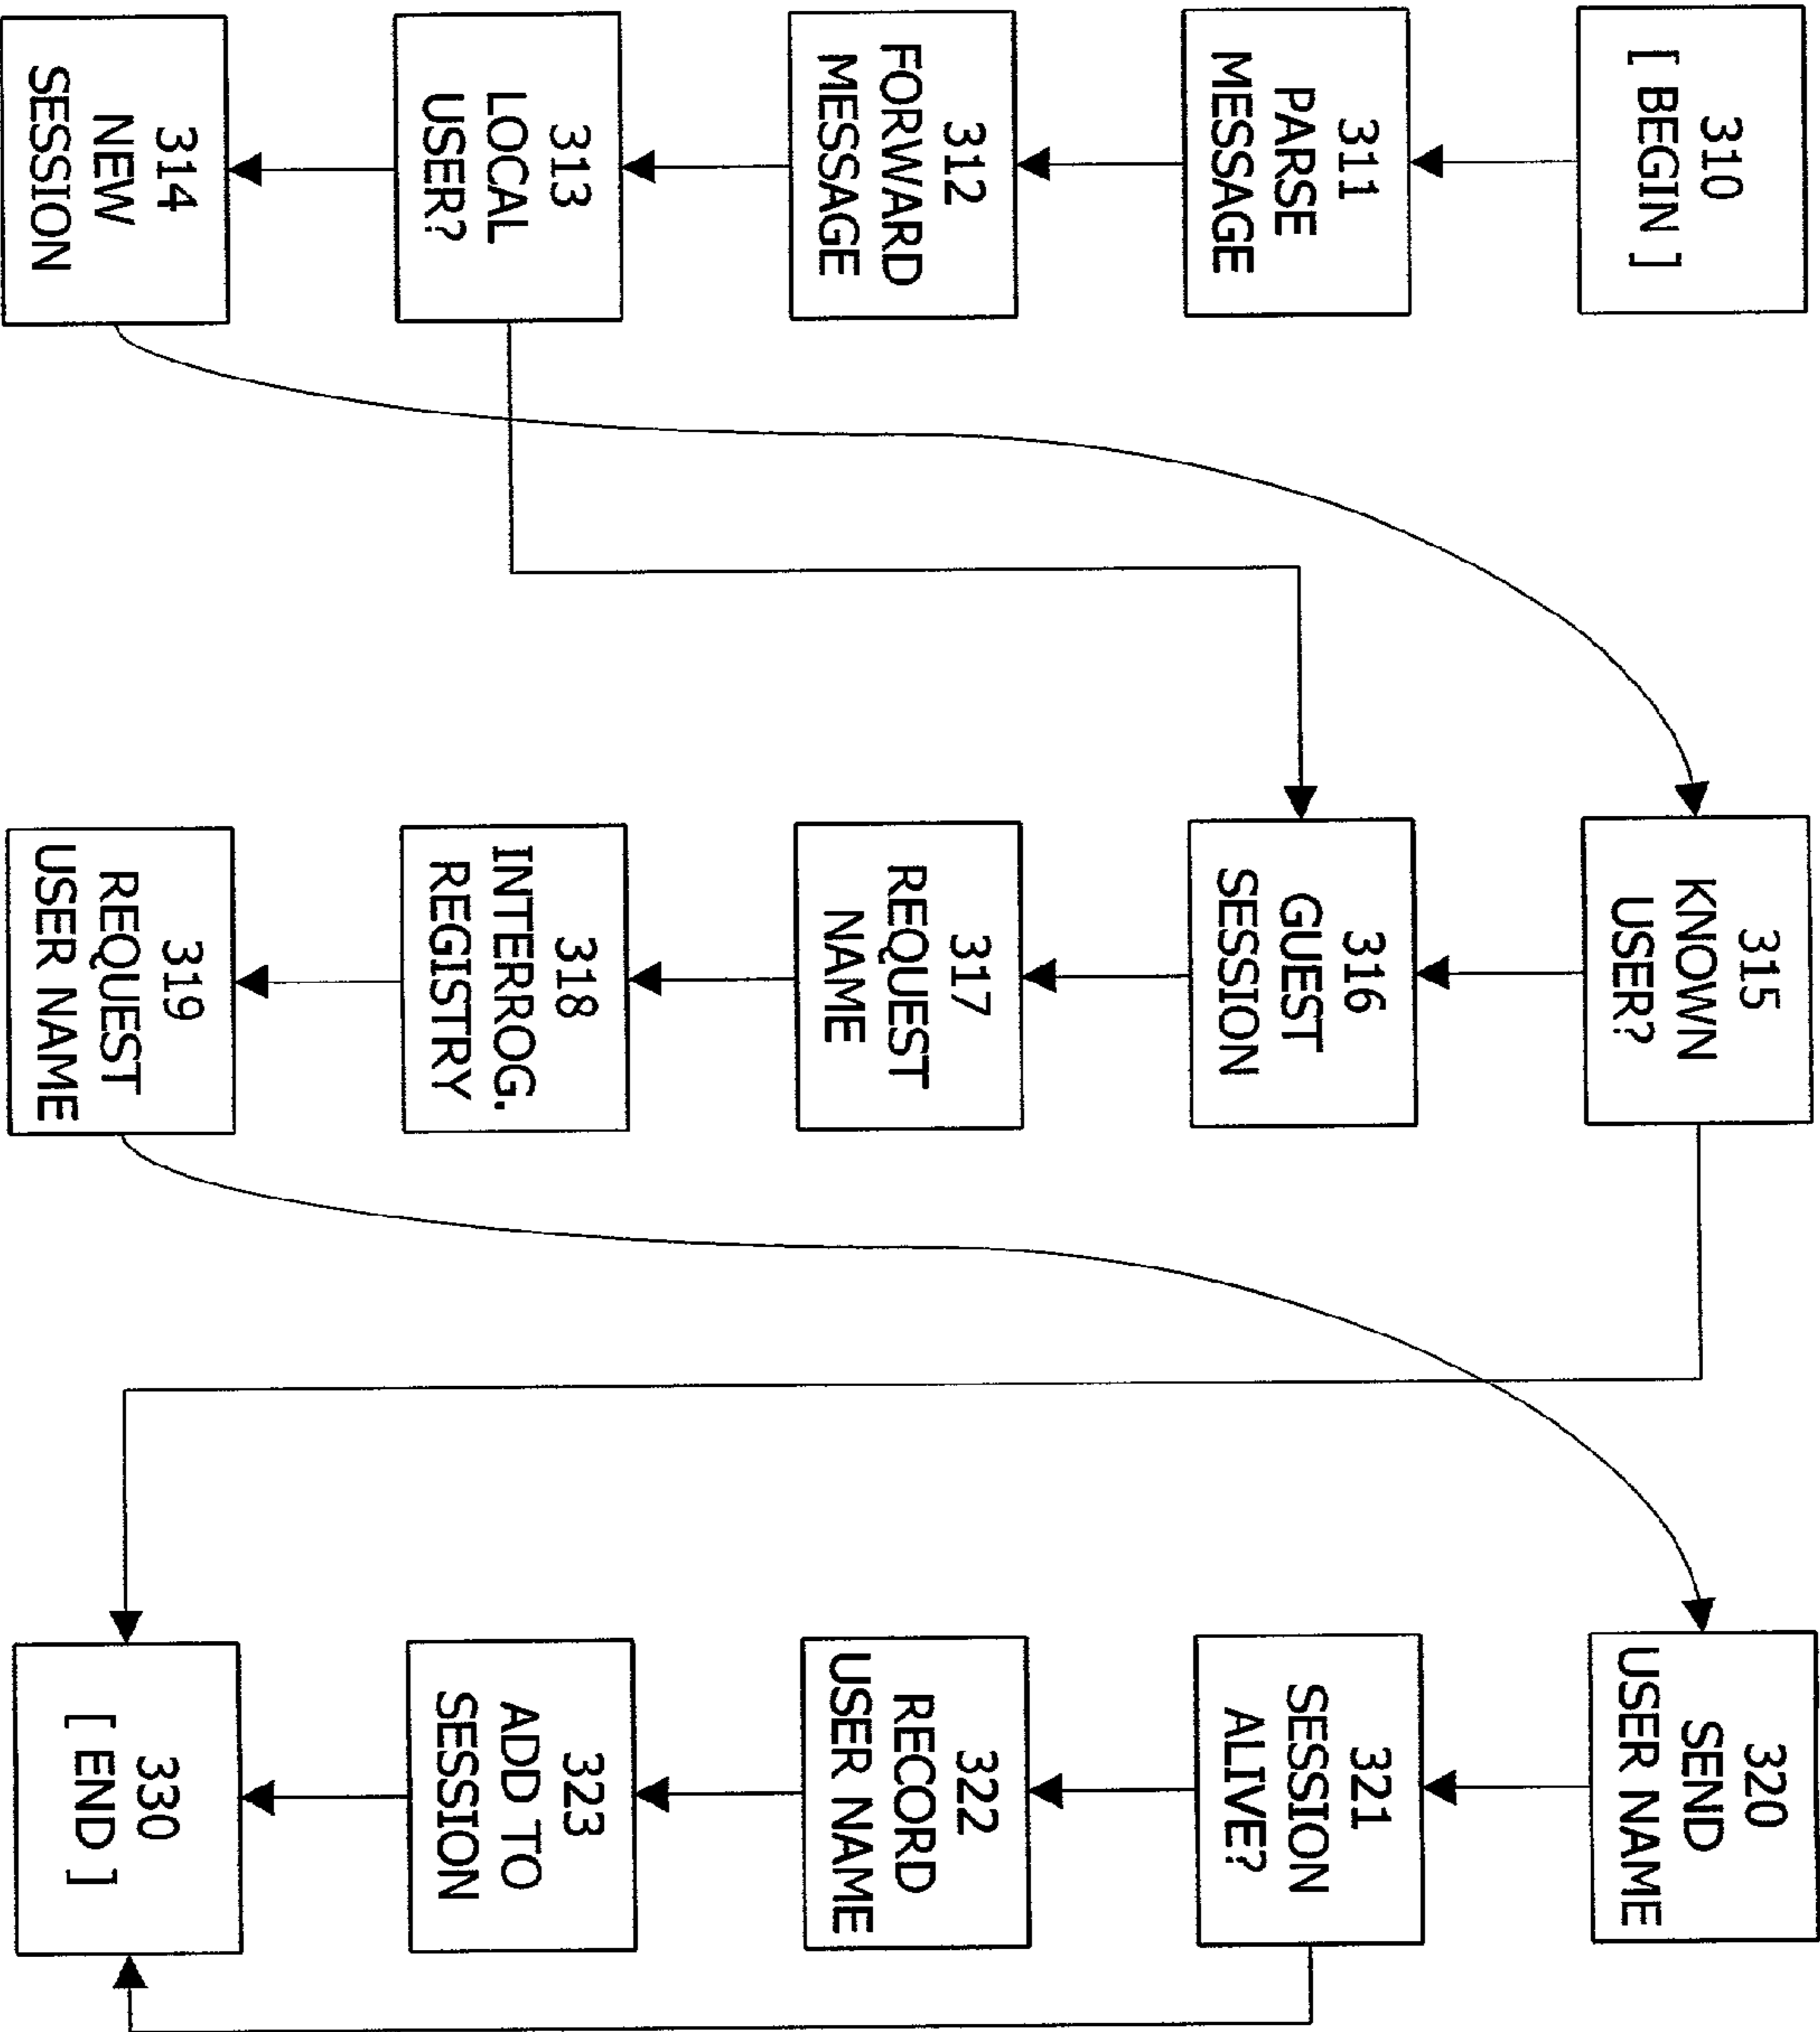 310
[ BEGIN ]
311
PARSE
MESSAGE
312
FORWARD
MESSAGE
313
LOCAL
USER?
314
NEW
SESSION
315
KNOWN
USER?
316
GUEST
SESSION
317
REQUEST
NAME
318
INTERROG.
REGISTRY
319
REQUEST
USER NAME
320
SEND
USER NAME
321
SESSION
ALIVE?
322
RECORD
USER NAME
323
ADD TO
SESSION
330
[ END ]